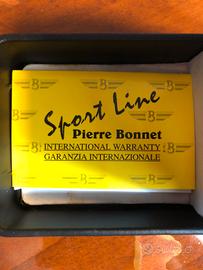 Sport Line
Pierre Bonnet
INTERNATIONAL WARRANTY
GARANZIA INTERNAZIONALE